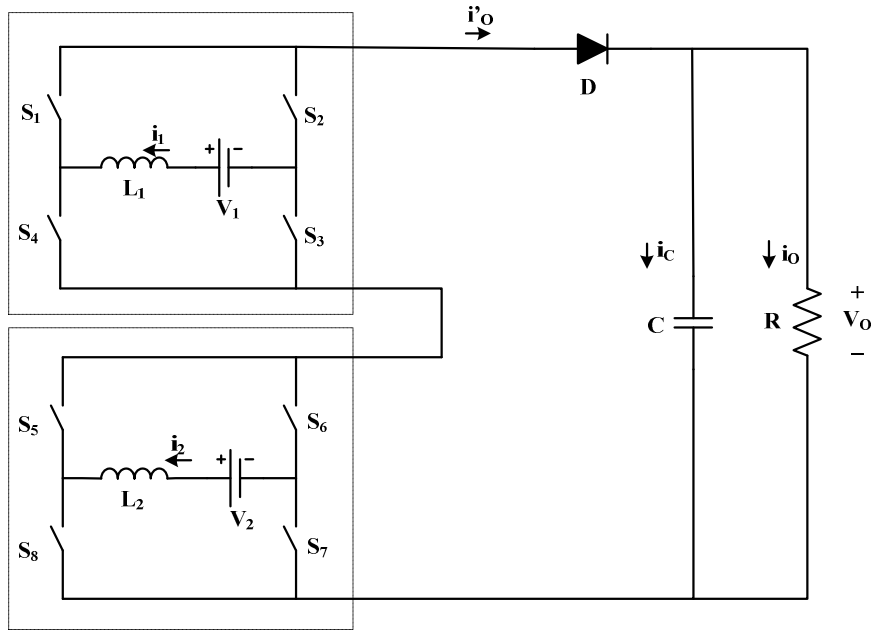 i'O
D
S1
S2
i1
+ -
L1
V1
S4
S3
iC
iO
C
R
+
VO
-
S5
S6
i2
+ -
L2
V2
S8
S7